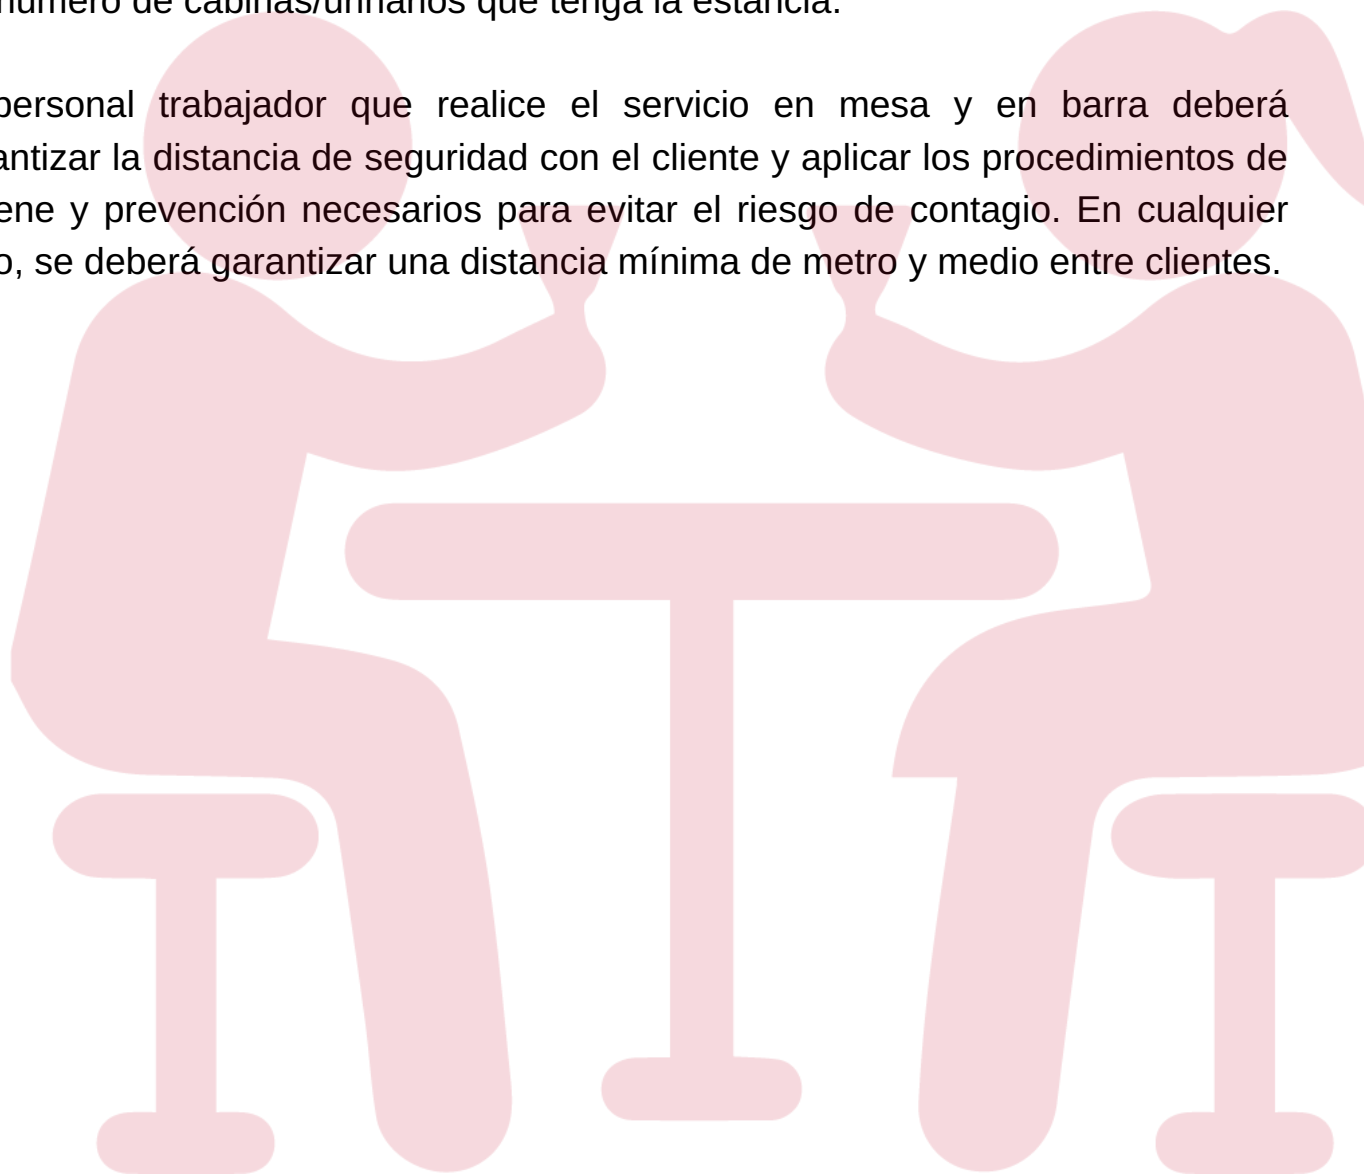 número de cabinas/urinarios que tenga la estancia.
personal trabajador que realice el servicio en mesa y en barra deberá
antizar la distancia de seguridad con el cliente y aplicar los procedimientos de
ene y prevención necesarios para evitar el riesgo de contagio. En cualquier
o, se deberá garantizar una distancia mínima de metro y medio entre clientes.